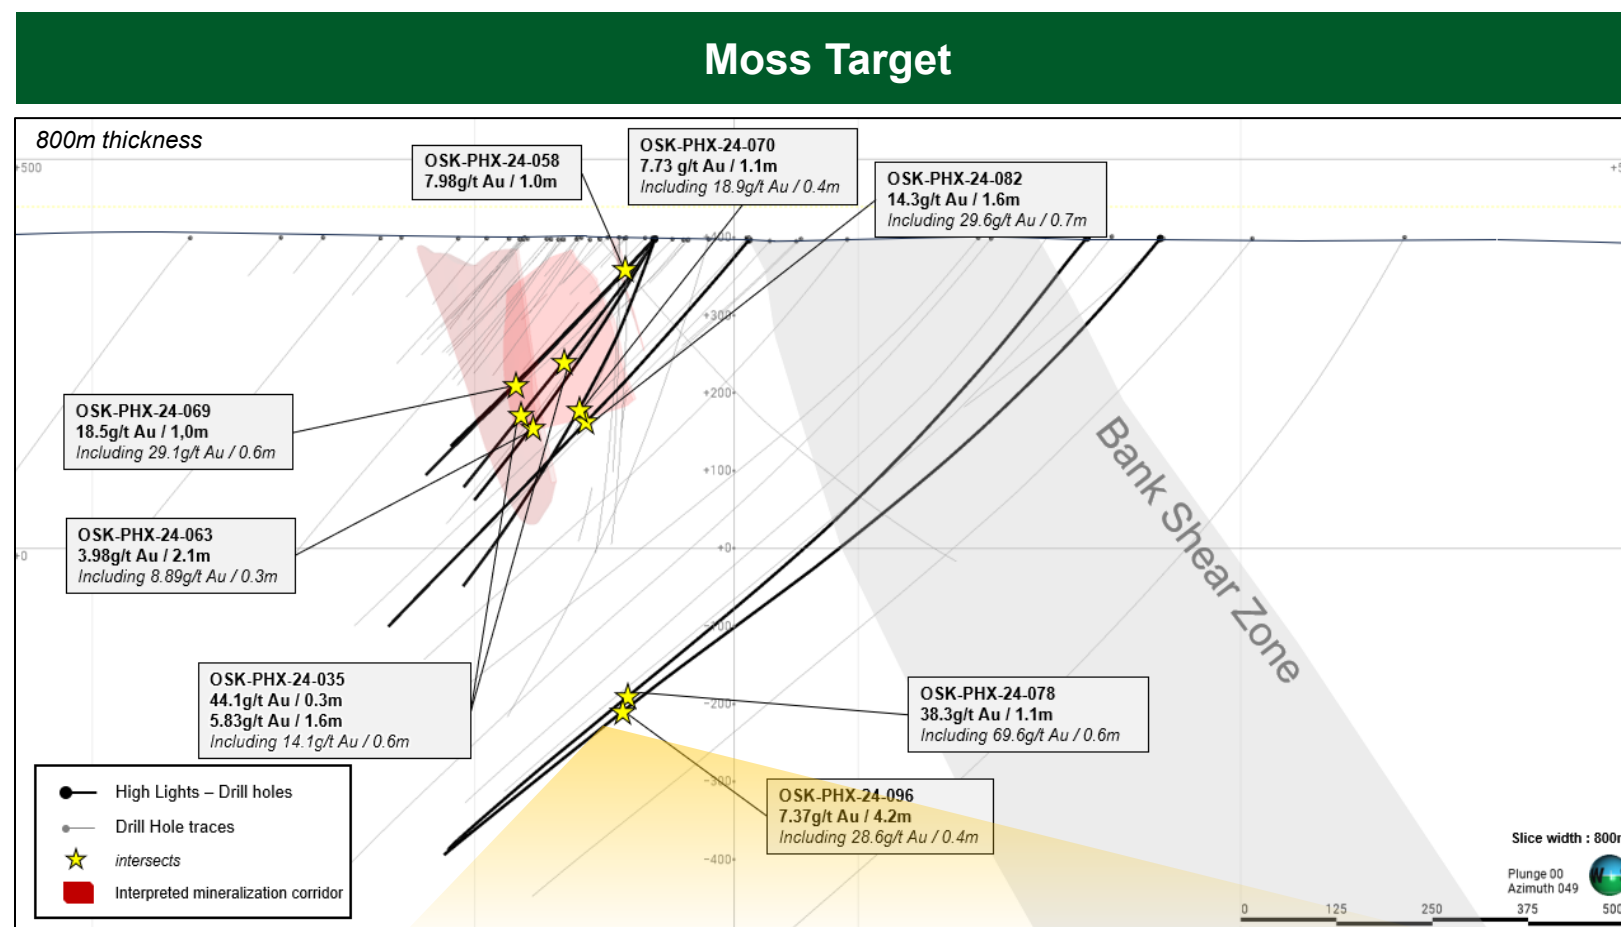 Moss Target
800m thickness
+500
OSK-PHX-24-058
7.98g/t Au / 1.0m
OSK-PHX-24-070
7.73 g/t Au / 1.1m
Including 18.9g/t Au / 0.4m
OSK-PHX-24-082
14.3g/t Au / 1.6m
Including 29.6g/t Au / 0.7m
+400
+300
+200
+100
+0
+0
-100
-200
-300
-400
OSK-PHX-24-069
18.5g/t Au / 1,0m
Including 29.1g/t Au / 0.6m
OSK-PHX-24-063
3.98g/t Au / 2.1m
Including 8.89g/t Au / 0.3m
Bank Shear Zone
OSK-PHX-24-035
44.1g/t Au / 0.3m
5.83g/t Au / 1.6m
Including 14.1g/t Au / 0.6m
OSK-PHX-24-078
38.3g/t Au / 1.1m
Including 69.6g/t Au / 0.6m
OSK-PHX-24-096
7.37g/t Au / 4.2m
Including 28.6g/t Au / 0.4m
High Lights – Drill holes
Drill Hole traces
intersects
Interpreted mineralization corridor
Slice width : 800
Plunge 00
Azimuth 049
N
0 125 250 375 500